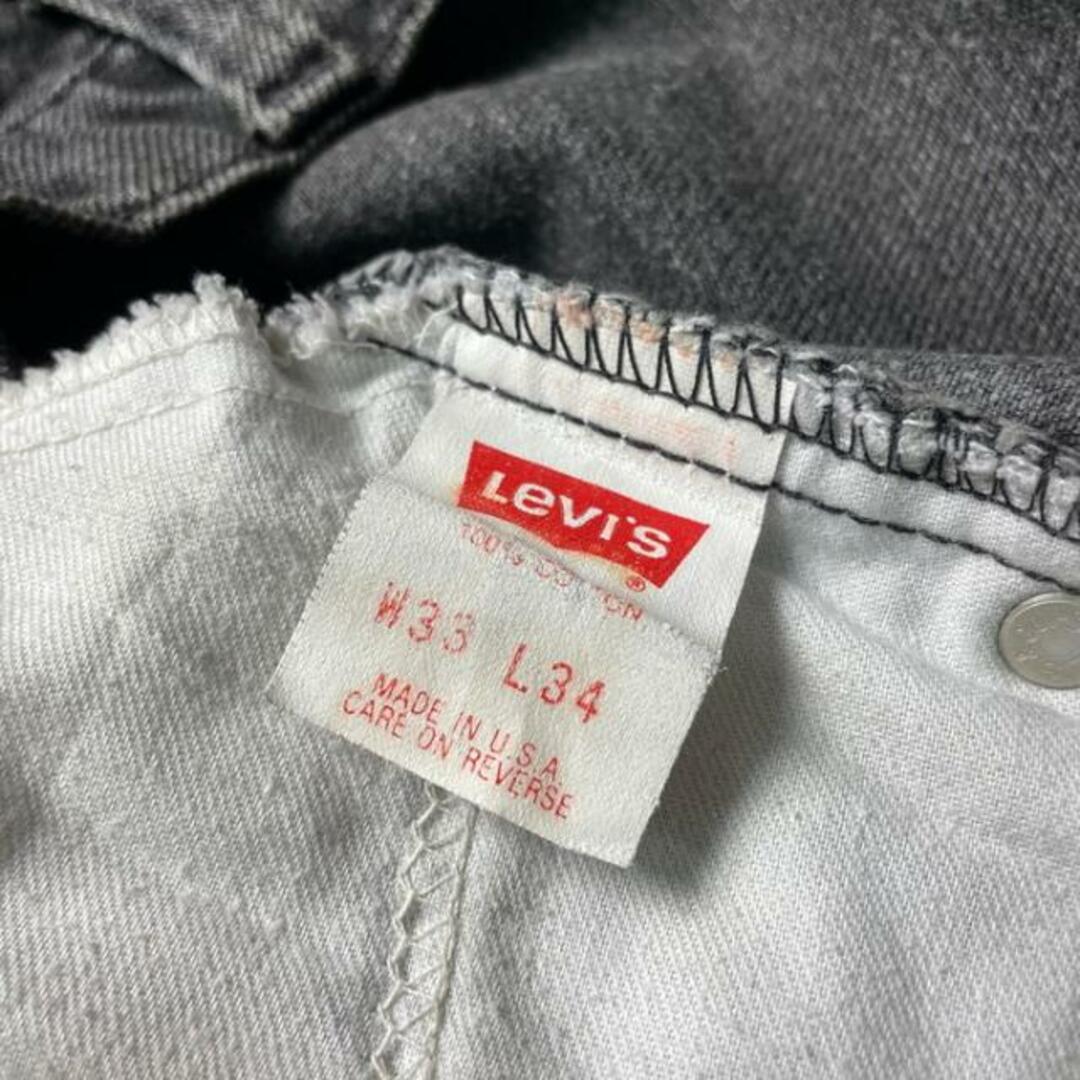 Levi's
®
100% COTTON
W33 L34
MADE IN U.S.A.
CARE ON REVERSE